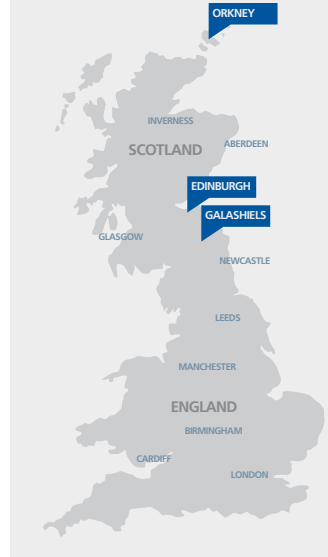 ORKNEY
INVERNESS
ABERDEEN
SCOTLAND
EDINBURGH
GALASHIELS
GLASGOW
NEWCASTLE
LEEDS
MANCHESTER
ENGLAND
BIRMINGHAM
CARDIFF
LONDON